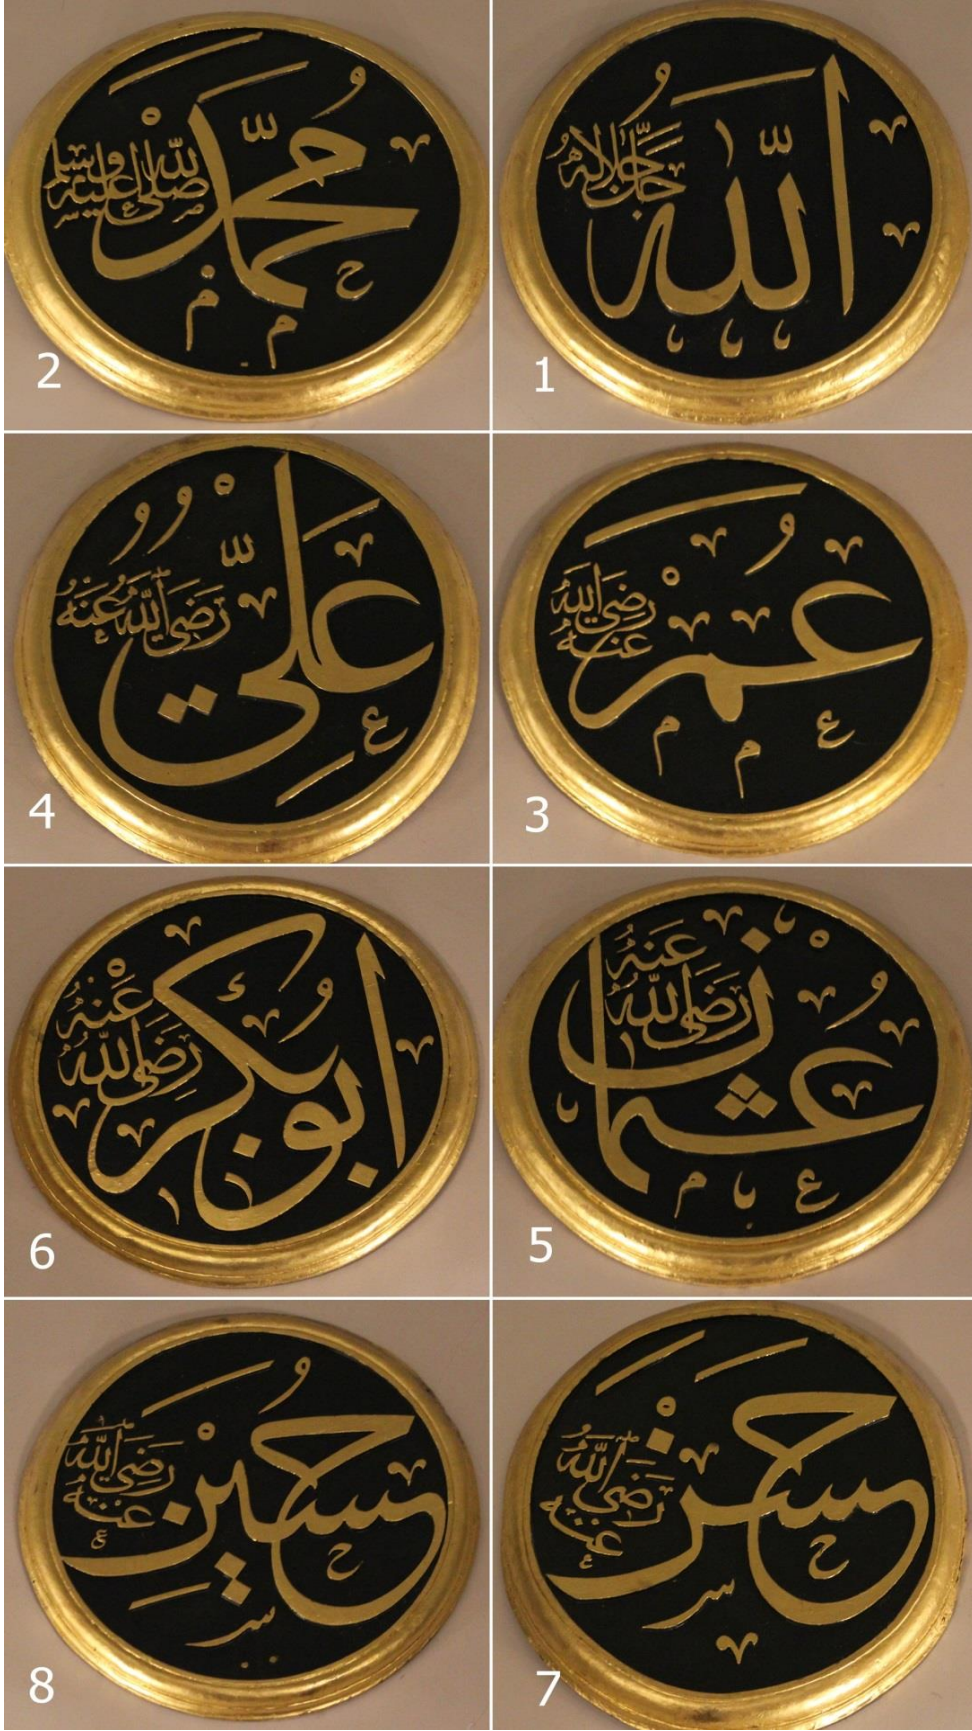 الله جل جلاله
1
محمد صلى الله عليه وسلم
2
عمر رضي الله عنه
3
علي رضي الله عنه
4
عثمان رضي الله عنه
5
ابو بكر رضي الله عنه
6
حسن رضي الله عنه
7
حسين رضي الله عنه
8